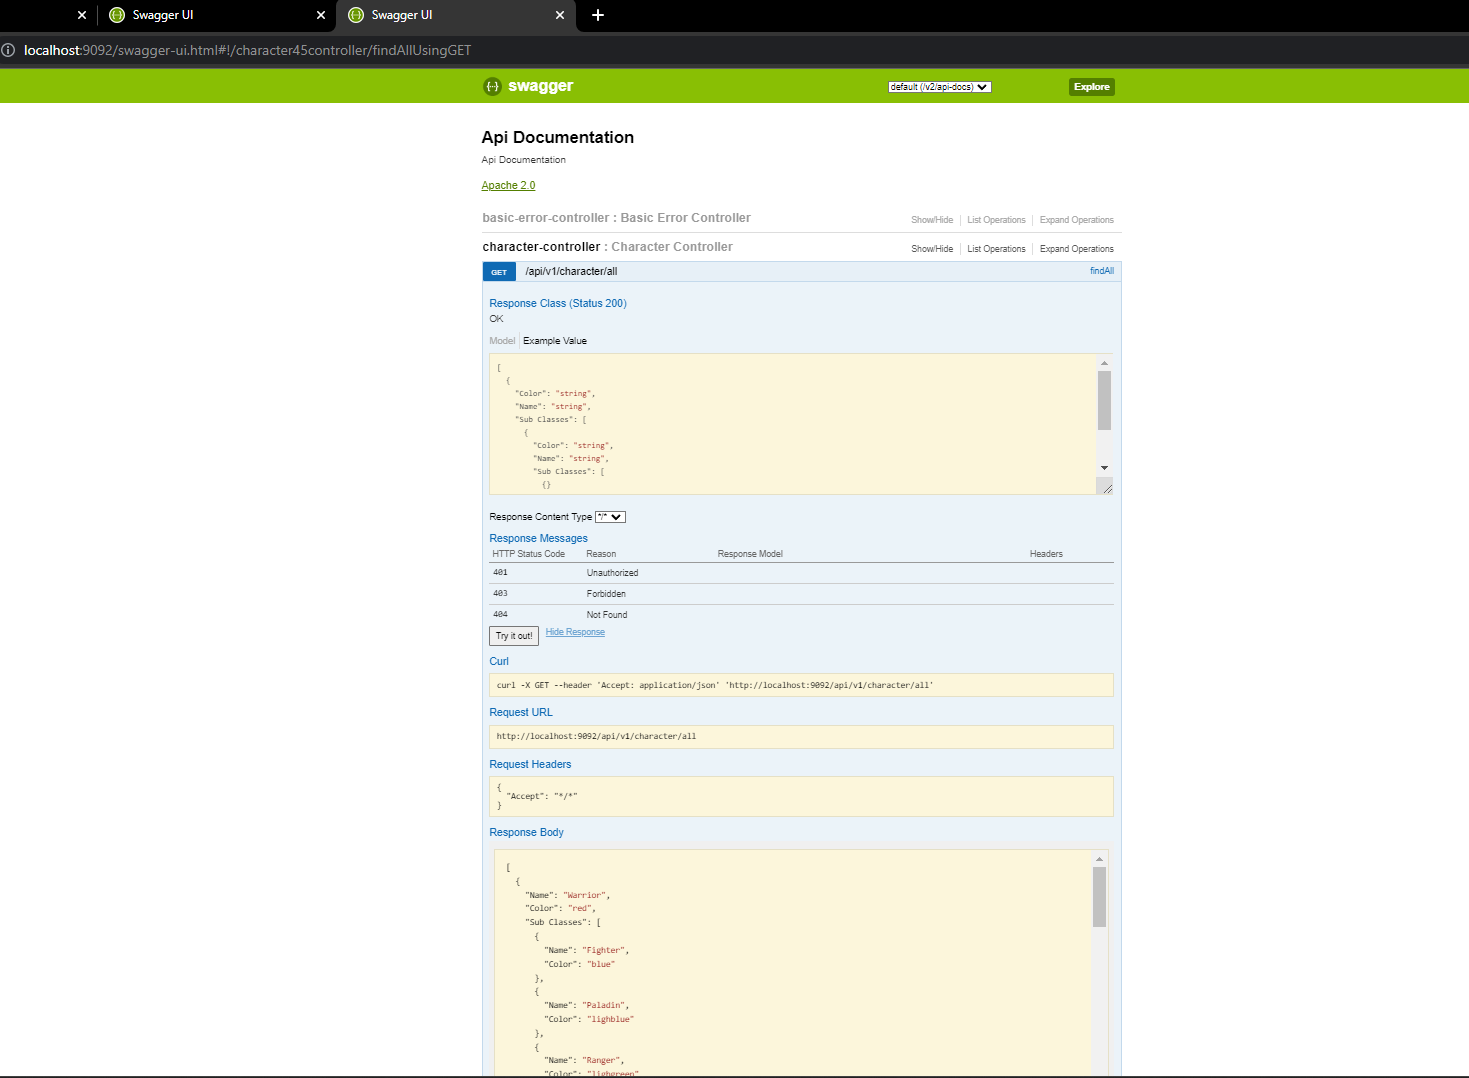 Swagger UI
Swagger UI
localhost:9092/swagger-ui.html#!/character45controller/findAllUsingGET
swagger
default (/v2/api-docs)
Explore
Api Documentation
Api Documentation
Apache 2.0
basic-error-controller : Basic Error Controller
Show/Hide
List Operations
Expand Operations
character-controller : Character Controller
Show/Hide
List Operations
Expand Operations
GET
/api/v1/character/all
findAll
Response Class (Status 200)
OK
Model
Example Value
[
{
"Color": "string",
"Name": "string",
"Sub Classes": [
{
"Color": "string",
"Name": "string",
"Sub Classes": [
{}
Response Content Type */*
Response Messages
HTTP Status Code Reason Response Model Headers
401 Unauthorized
403 Forbidden
404 Not Found
Try it out!
Hide Response
Curl
curl -X GET --header 'Accept: application/json' 'http://localhost:9092/api/v1/character/all'
Request URL
http://localhost:9092/api/v1/character/all
Request Headers
{
"Accept": "*/*"
}
Response Body
[
{
"Name": "Warrior",
"Color": "red",
"Sub Classes": [
{
"Name": "Fighter",
"Color": "blue"
},
{
"Name": "Paladin",
"Color": "lighblue"
},
{
"Name": "Ranger",
"Color": "lighgreen"